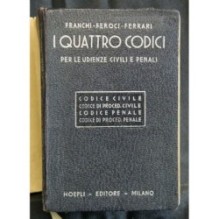 FRANCHI-FEROCI-FERRARI
I QUATTRO CODICI
PER LE UDIENZE CIVILI E PENALI
CODICE CIVILE
CODICE DI PROCED. CIVILE
CODICE PENALE
CODICE DI PROCED. PENALE
HOEPLI - EDITORE - MILANO